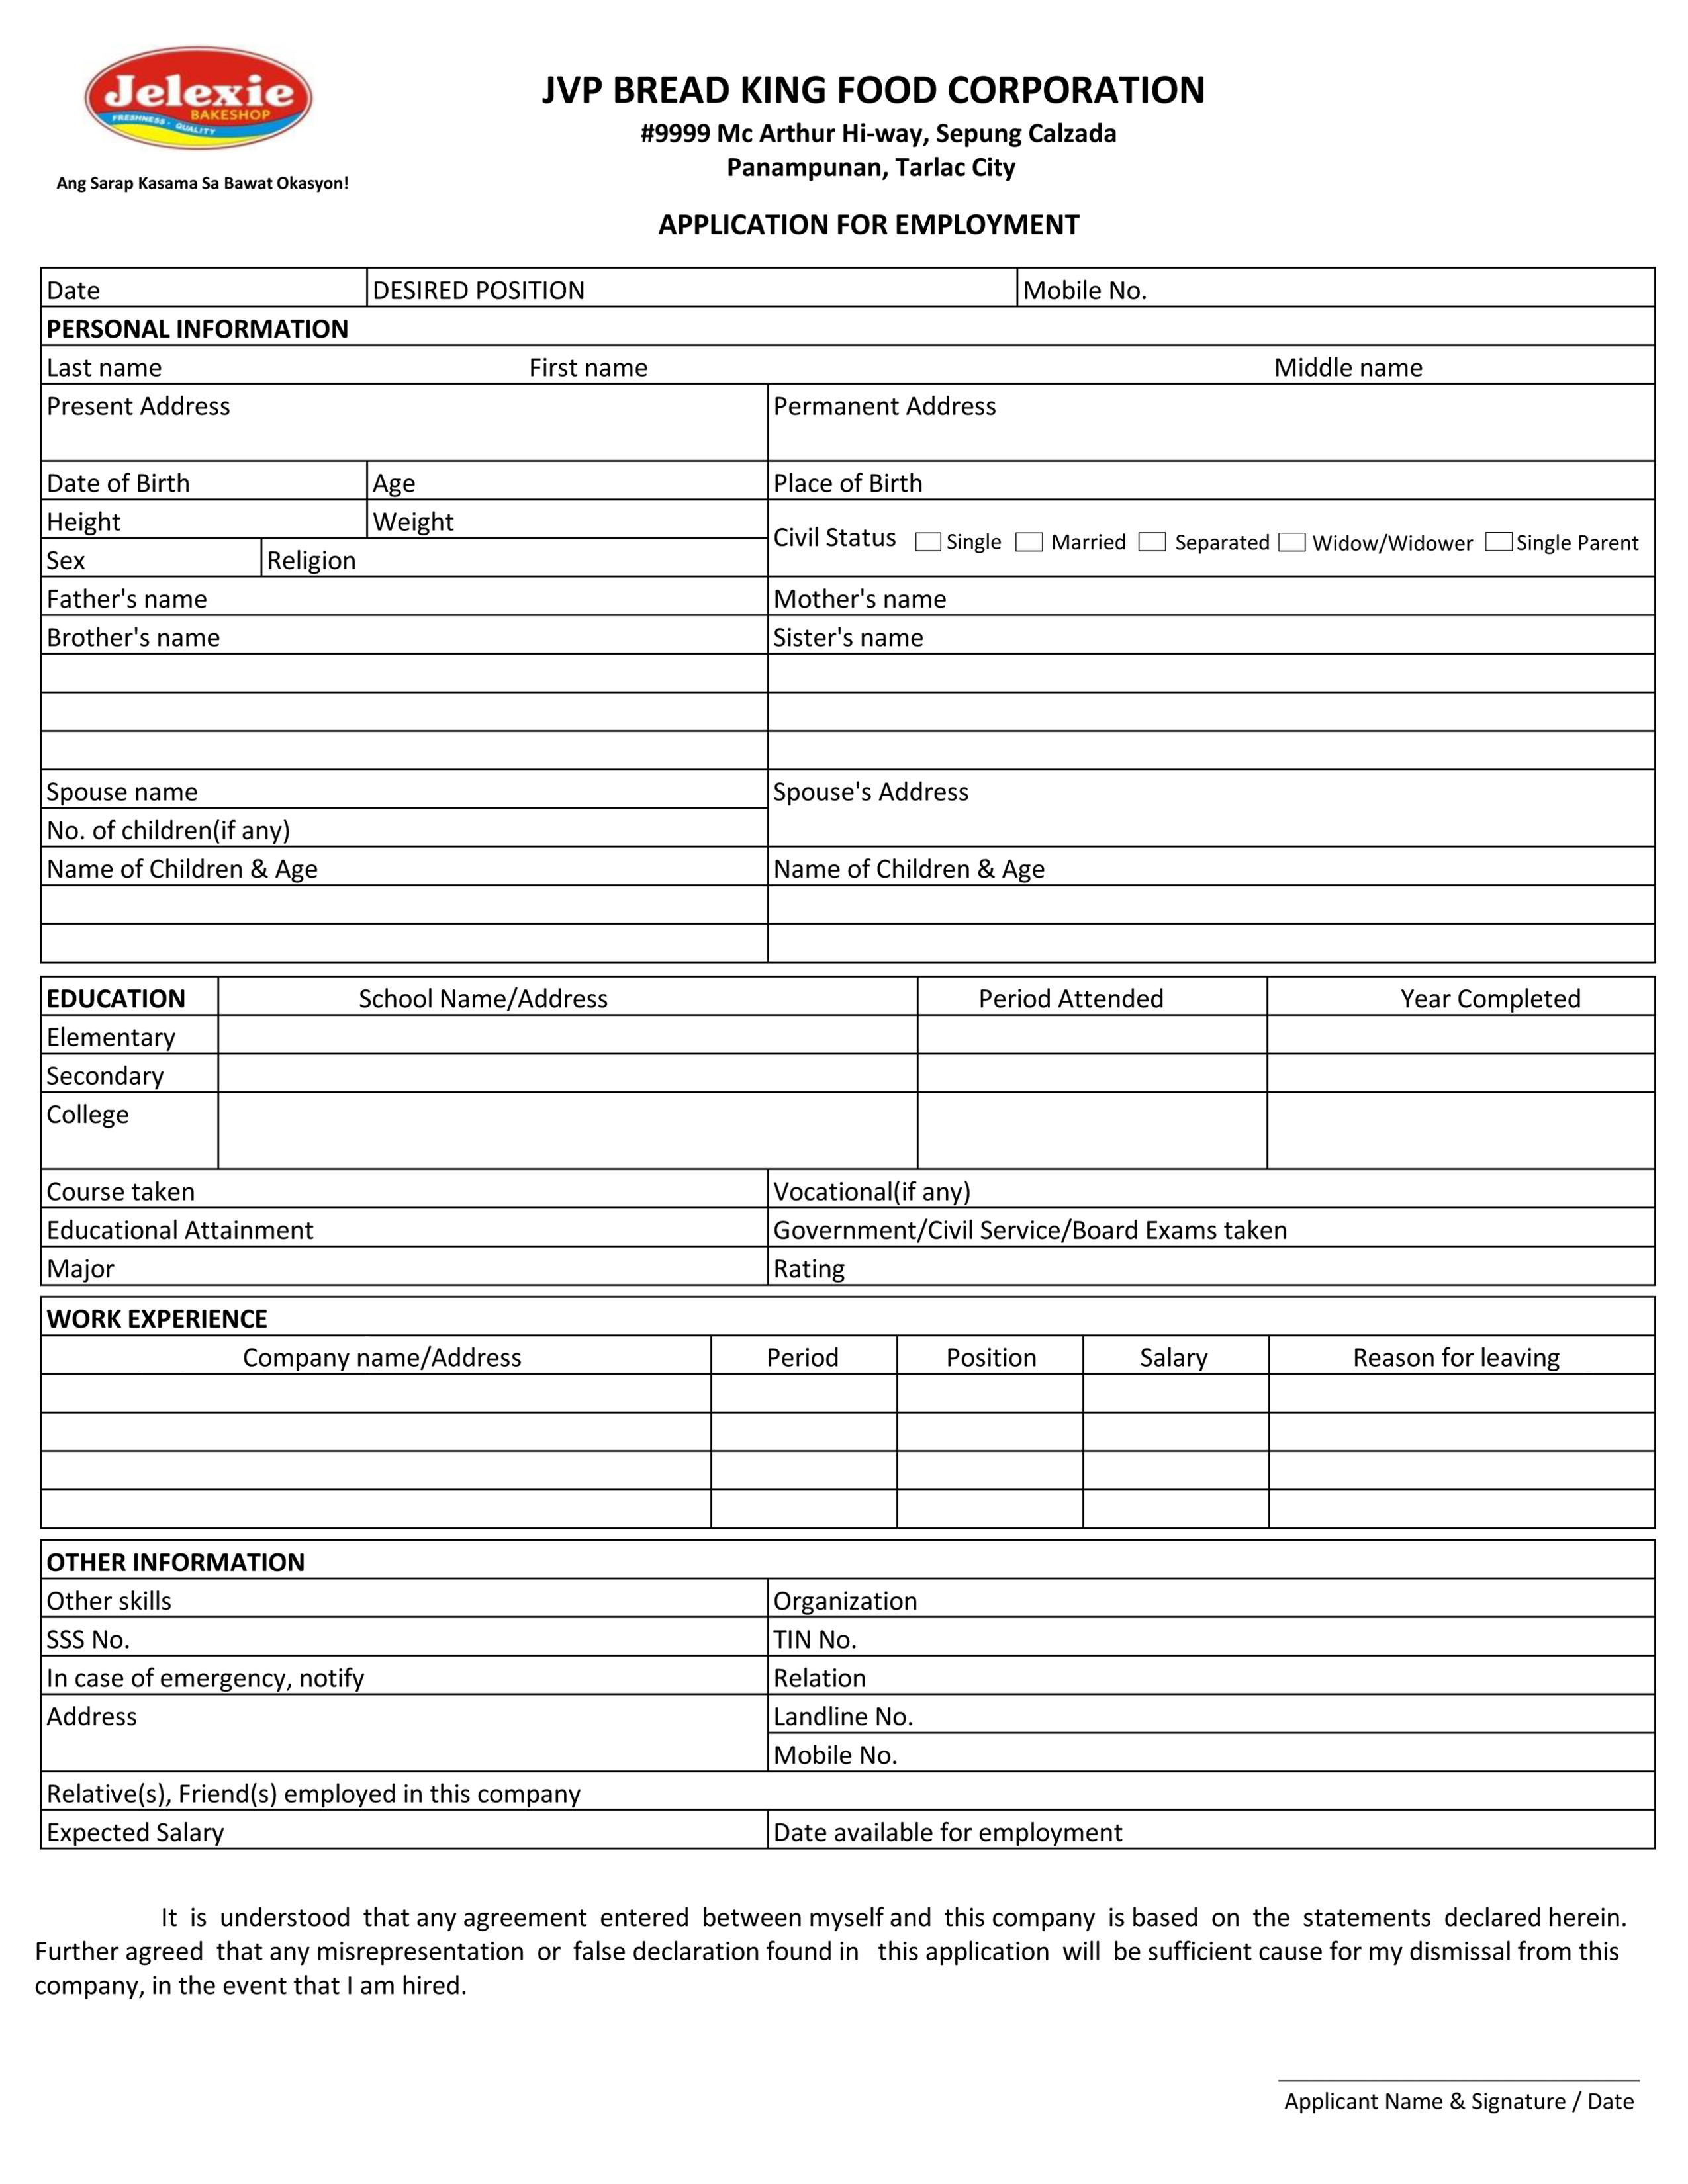 Jelexie
BAKESHOP
FRESHNESS · QUALITY
Ang Sarap Kasama Sa Bawat Okasyon!
JVP BREAD KING FOOD CORPORATION
#9999 Mc Arthur Hi-way, Sepung Calzada
Panampunan, Tarlac City
APPLICATION FOR EMPLOYMENT
Date DESIRED POSITION Mobile No.
PERSONAL INFORMATION
Last name First name Middle name
Present Address Permanent Address
Date of Birth Age Place of Birth
Height Weight
Civil Status Single Married Separated Widow/Widower Single Parent
Sex Religion
Father's name Mother's name
Brother's name Sister's name
Spouse name Spouse's Address
No. of children(if any)
Name of Children & Age Name of Children & Age
EDUCATION School Name/Address Period Attended Year Completed
Elementary
Secondary
College
Course taken Vocational(if any)
Educational Attainment Government/Civil Service/Board Exams taken
Major Rating
WORK EXPERIENCE
Company name/Address Period Position Salary Reason for leaving
OTHER INFORMATION
Other skills Organization
SSS No. TIN No.
In case of emergency, notify Relation
Address Landline No.
Mobile No.
Relative(s), Friend(s) employed in this company
Expected Salary Date available for employment
It is understood that any agreement entered between myself and this company is based on the statements declared herein.
Further agreed that any misrepresentation or false declaration found in this application will be sufficient cause for my dismissal from this
company, in the event that I am hired.
Applicant Name & Signature / Date